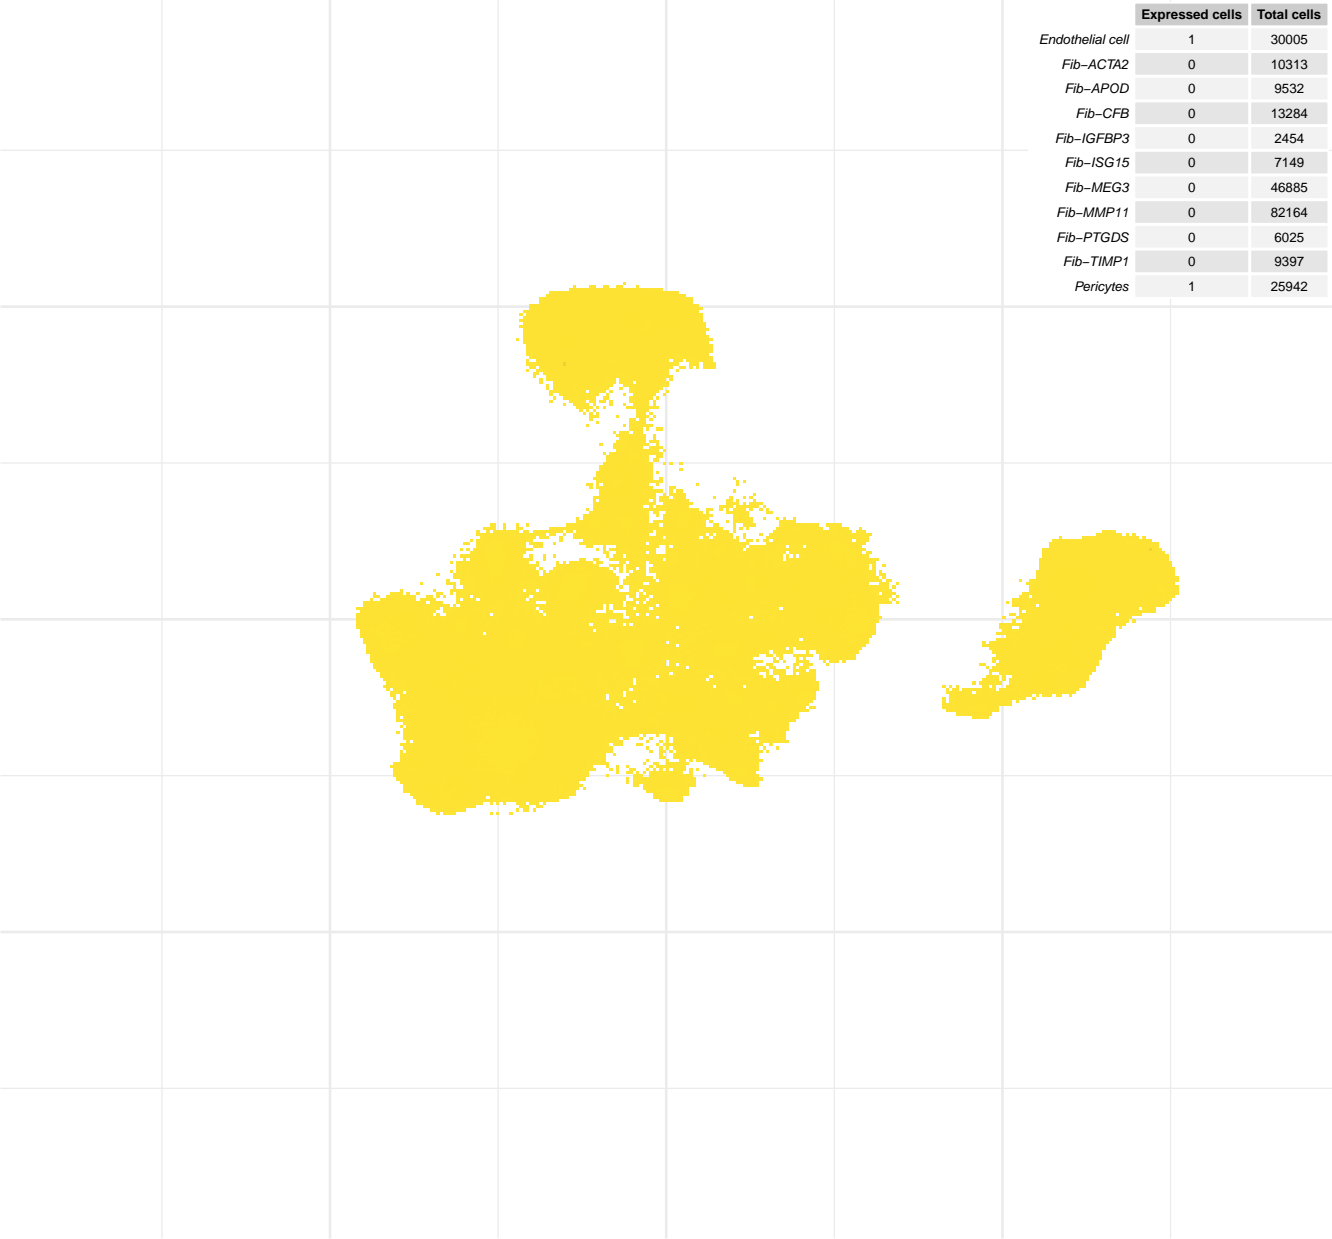 Expressed cells Total cells
Endothelial cell 1 30005
Fib−ACTA2 0 10313
Fib−APOD 0 9532
Fib−CFB 0 13284
Fib−IGFBP3 0 2454
Fib−ISG15 0 7149
Fib−MEG3 0 46885
Fib−MMP11 0 82164
Fib−PTGDS 0 6025
Fib−TIMP1 0 9397
Pericytes 1 25942